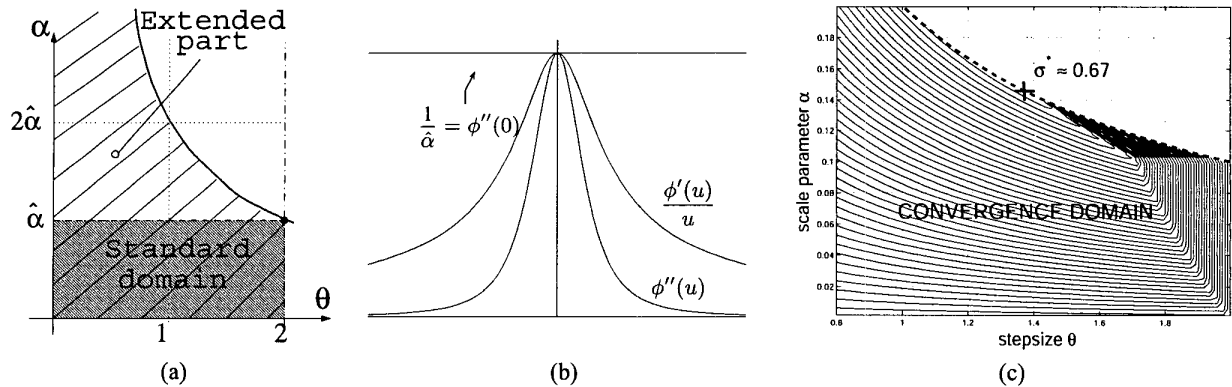 α
Extended
part
2α̂
α̂
Standard
domain
θ
1
2
(a)
1/α̂ = φ''(0)
φ'(u)/u
φ''(u)
(b)
scale parameter α
0.18
0.16
0.14
0.12
0.1
0.08
0.06
0.04
0.02
σ* ≈ 0.67
CONVERGENCE DOMAIN
0.8
1
1.2
1.4
1.6
1.8
stepsize θ
(c)